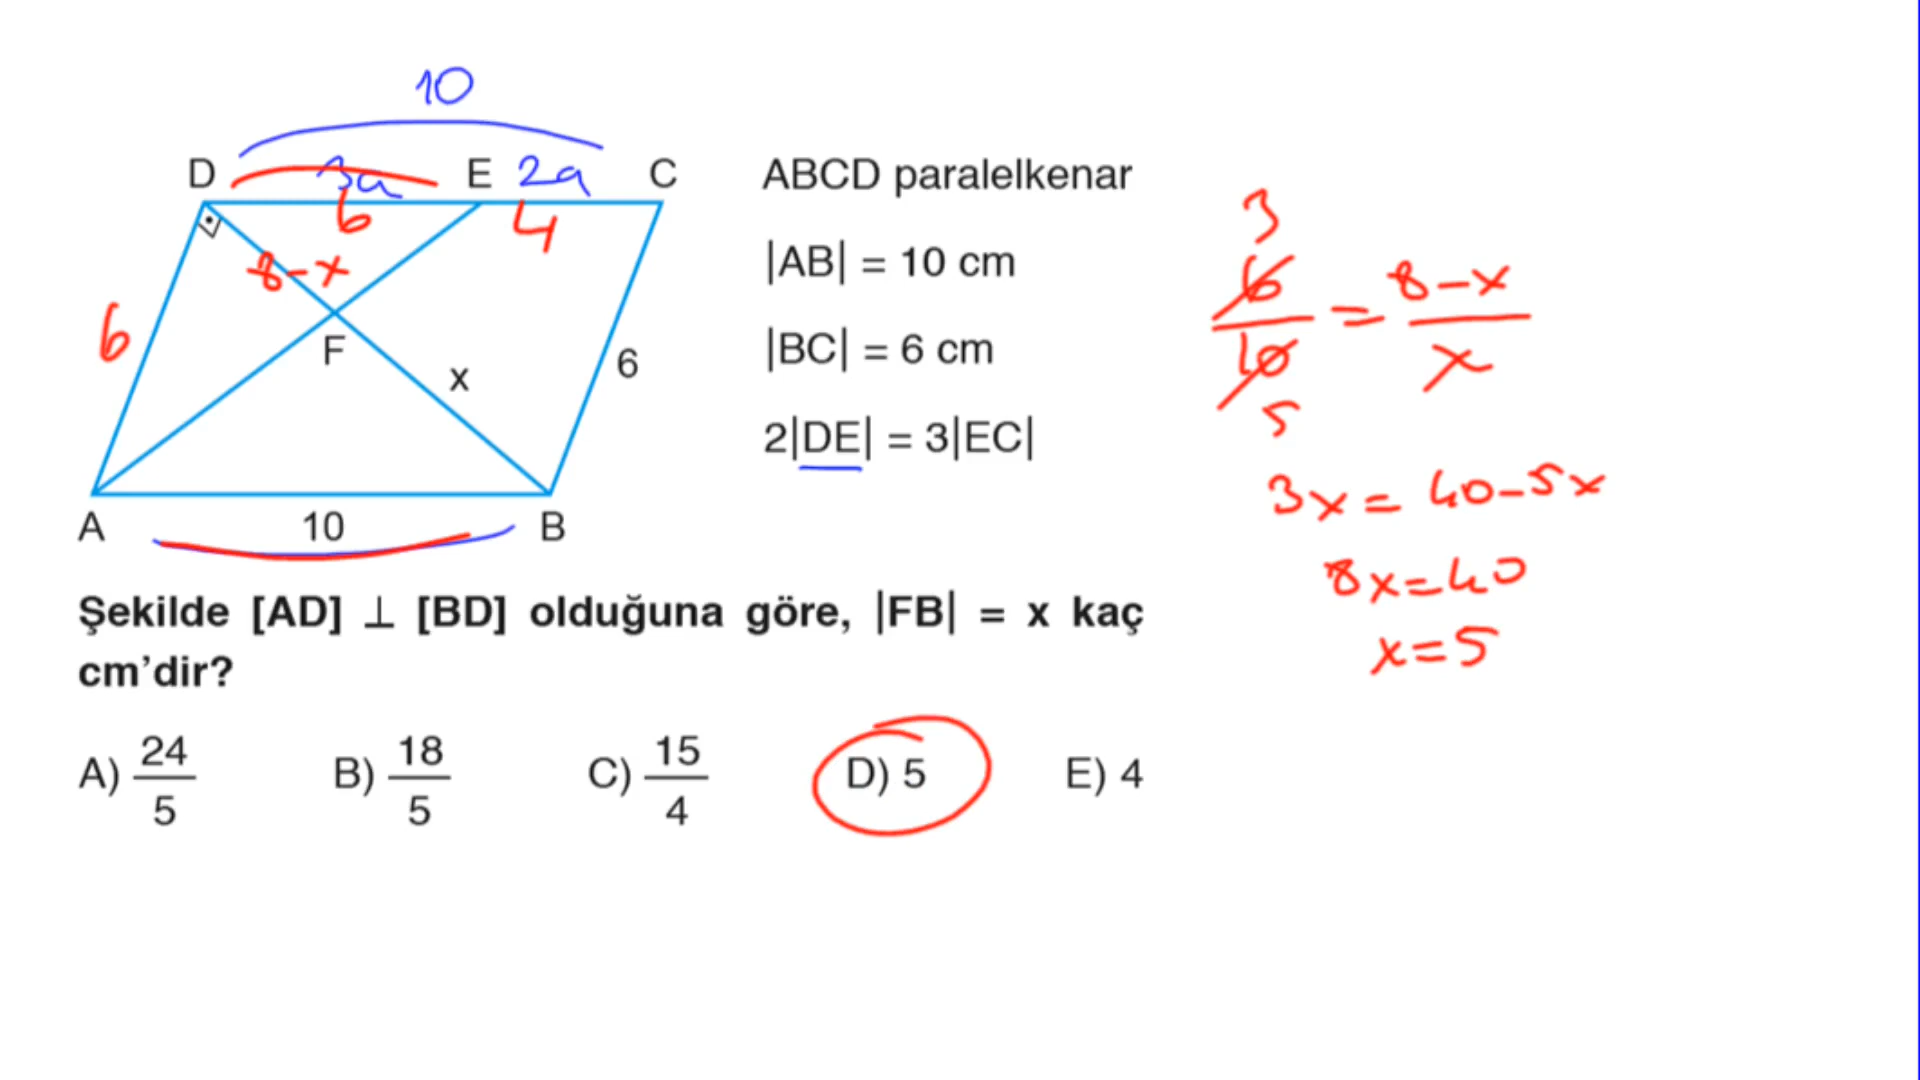 10
D 3a E 2a C
6 4
8-x
6
F
x
6
A 10 B
ABCD paralelkenar
|AB| = 10 cm
|BC| = 6 cm
2|DE| = 3|EC|
3
6/10 = 8-x/x
5
3x = 40-5x
8x=40
x=5
Şekilde [AD] ⊥ [BD] olduğuna göre, |FB| = x kaç
cm’dir?
A) 24/5 B) 18/5 C) 15/4 D) 5 E) 4